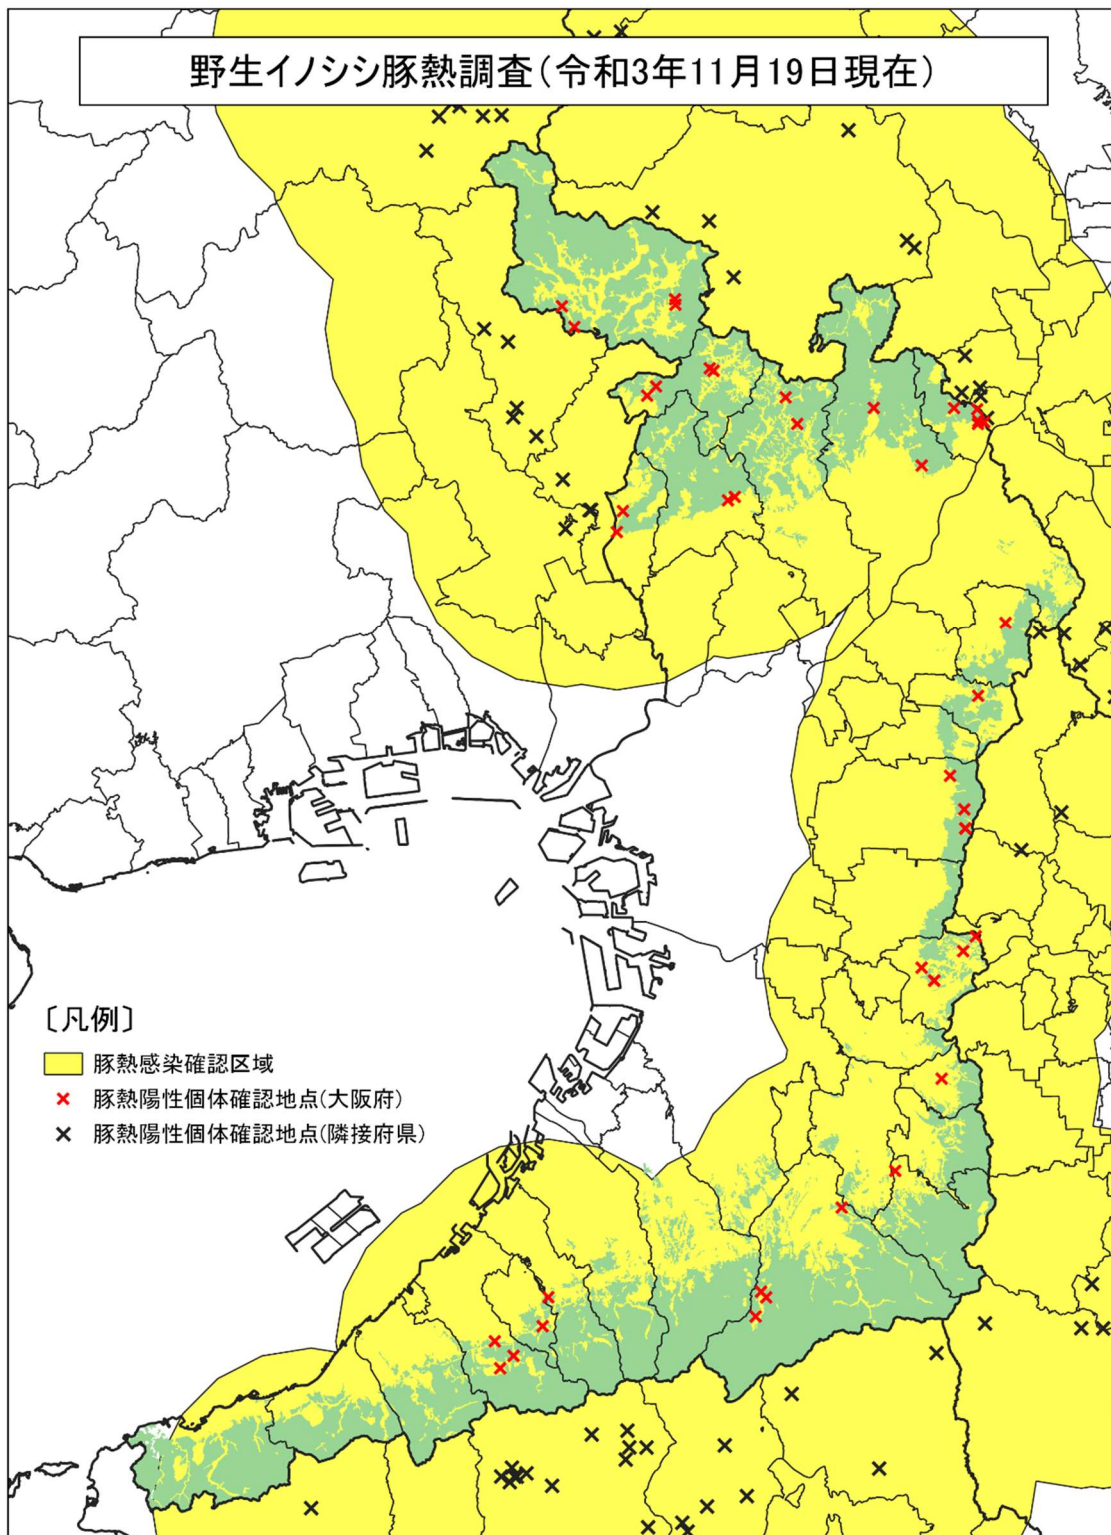 野生イノシシ豚熱調査(令和3年11月19日現在)
〔凡例〕
豚熱感染確認区域
豚熱陽性個体確認地点(大阪府)
豚熱陽性個体確認地点(隣接府県)